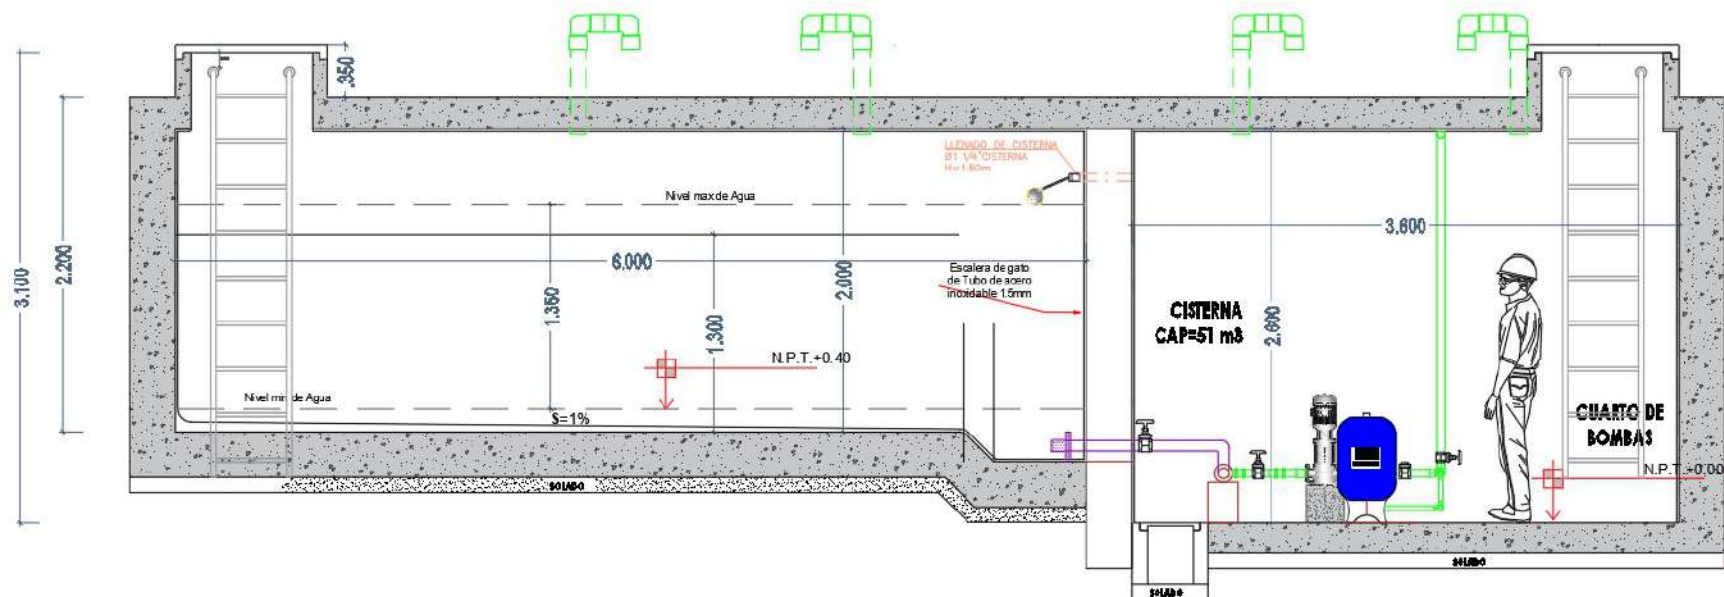 .350
3.100
2.200
LLENADO DE CISTERNA
Ø1 1/4"CISTERNA
H=1.80m
Nivel max de Agua
6.000
1.350
1.300
2.000
Escalera de gato
de Tubo de acero
inoxidable 1.5mm
3.600
2.600
CISTERNA
CAP=51 m3
N.P.T.+0.40
Nivel min de Agua
S=1%
CUARTO DE
BOMBAS
N.P.T.+0.00
SOLADO
SOLADO
SOLADO